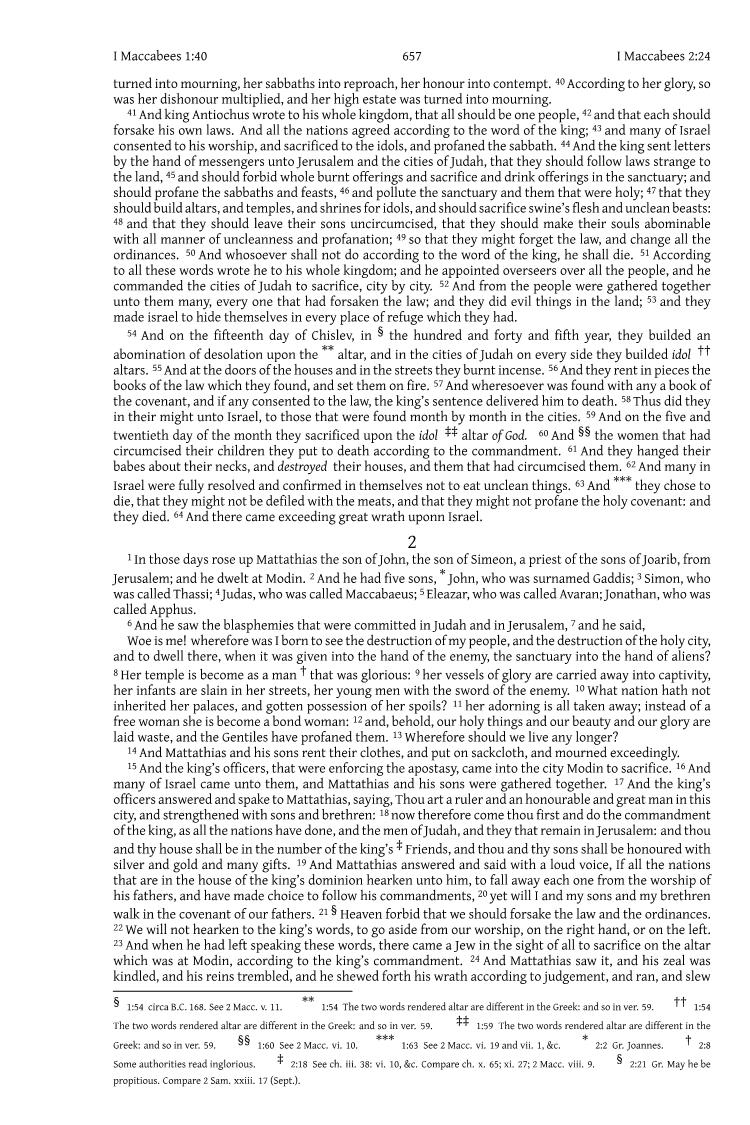 I Maccabees 1:40 657 I Maccabees 2:24
turned into mourning, her sabbaths into reproach, her honour into contempt. 40 According to her glory, so
was her dishonour multiplied, and her high estate was turned into mourning.
41 And king Antiochus wrote to his whole kingdom, that all should be one people, 42 and that each should
forsake his own laws. And all the nations agreed according to the word of the king; 43 and many of Israel
consented to his worship, and sacrificed to the idols, and profaned the sabbath. 44 And the king sent letters
by the hand of messengers unto Jerusalem and the cities of Judah, that they should follow laws strange to
the land, 45 and should forbid whole burnt offerings and sacrifice and drink offerings in the sanctuary; and
should profane the sabbaths and feasts, 46 and pollute the sanctuary and them that were holy; 47 that they
should build altars, and temples, and shrines for idols, and should sacrifice swine's flesh and unclean beasts:
48 and that they should leave their sons uncircumcised, that they should make their souls abominable
with all manner of uncleanness and profanation; 49 so that they might forget the law, and change all the
ordinances. 50 And whosoever shall not do according to the word of the king, he shall die. 51 According
to all these words wrote he to his whole kingdom; and he appointed overseers over all the people, and he
commanded the cities of Judah to sacrifice, city by city. 52 And from the people were gathered together
unto them many, every one that had forsaken the law; and they did evil things in the land; 53 and they
made israel to hide themselves in every place of refuge which they had.
54 And on the fifteenth day of Chislev, in § the hundred and forty and fifth year, they builded an
abomination of desolation upon the ** altar, and in the cities of Judah on every side they builded idol ††
altars. 55 And at the doors of the houses and in the streets they burnt incense. 56 And they rent in pieces the
books of the law which they found, and set them on fire. 57 And wheresoever was found with any a book of
the covenant, and if any consented to the law, the king's sentence delivered him to death. 58 Thus did they
in their might unto Israel, to those that were found month by month in the cities. 59 And on the five and
twentieth day of the month they sacrificed upon the idol ‡‡ altar of God. 60 And §§ the women that had
circumcised their children they put to death according to the commandment. 61 And they hanged their
babes about their necks, and destroyed their houses, and them that had circumcised them. 62 And many in
Israel were fully resolved and confirmed in themselves not to eat unclean things. 63 And *** they chose to
die, that they might not be defiled with the meats, and that they might not profane the holy covenant: and
they died. 64 And there came exceeding great wrath uponn Israel.
2
1 In those days rose up Mattathias the son of John, the son of Simeon, a priest of the sons of Joarib, from
Jerusalem; and he dwelt at Modin. 2 And he had five sons, * John, who was surnamed Gaddis; 3 Simon, who
was called Thassi; 4 Judas, who was called Maccabaeus; 5 Eleazar, who was called Avaran; Jonathan, who was
called Apphus.
6 And he saw the blasphemies that were committed in Judah and in Jerusalem, 7 and he said,
Woe is me! wherefore was I born to see the destruction of my people, and the destruction of the holy city,
and to dwell there, when it was given into the hand of the enemy, the sanctuary into the hand of aliens?
8 Her temple is become as a man † that was glorious: 9 her vessels of glory are carried away into captivity,
her infants are slain in her streets, her young men with the sword of the enemy. 10 What nation hath not
inherited her palaces, and gotten possession of her spoils? 11 her adorning is all taken away; instead of a
free woman she is become a bond woman: 12 and, behold, our holy things and our beauty and our glory are
laid waste, and the Gentiles have profaned them. 13 Wherefore should we live any longer?
14 And Mattathias and his sons rent their clothes, and put on sackcloth, and mourned exceedingly.
15 And the king's officers, that were enforcing the apostasy, came into the city Modin to sacrifice. 16 And
many of Israel came unto them, and Mattathias and his sons were gathered together. 17 And the king's
officers answered and spake to Mattathias, saying, Thou art a ruler and an honourable and great man in this
city, and strengthened with sons and brethren: 18 now therefore come thou first and do the commandment
of the king, as all the nations have done, and the men of Judah, and they that remain in Jerusalem: and thou
and thy house shall be in the number of the king's ‡ Friends, and thou and thy sons shall be honoured with
silver and gold and many gifts. 19 And Mattathias answered and said with a loud voice, If all the nations
that are in the house of the king's dominion hearken unto him, to fall away each one from the worship of
his fathers, and have made choice to follow his commandments, 20 yet will I and my sons and my brethren
walk in the covenant of our fathers. 21 § Heaven forbid that we should forsake the law and the ordinances.
22 We will not hearken to the king's words, to go aside from our worship, on the right hand, or on the left.
23 And when he had left speaking these words, there came a Jew in the sight of all to sacrifice on the altar
which was at Modin, according to the king's commandment. 24 And Mattathias saw it, and his zeal was
kindled, and his reins trembled, and he shewed forth his wrath according to judgement, and ran, and slew
§ 1:54 circa B.C. 168. See 2 Macc. v. 11. ** 1:54 The two words rendered altar are different in the Greek: and so in ver. 59. †† 1:54
The two words rendered altar are different in the Greek: and so in ver. 59. ‡‡ 1:59 The two words rendered altar are different in the
Greek: and so in ver. 59. §§ 1:60 See 2 Macc. vi. 10. *** 1:63 See 2 Macc. vi. 19 and vii. 1, &c. * 2:2 Gr. Joannes. † 2:8
Some authorities read inglorious. ‡ 2:18 See ch. iii. 38: vi. 10, &c. Compare ch. x. 65; xi. 27; 2 Macc. viii. 9. § 2:21 Gr. May he be
propitious. Compare 2 Sam. xxiii. 17 (Sept.).